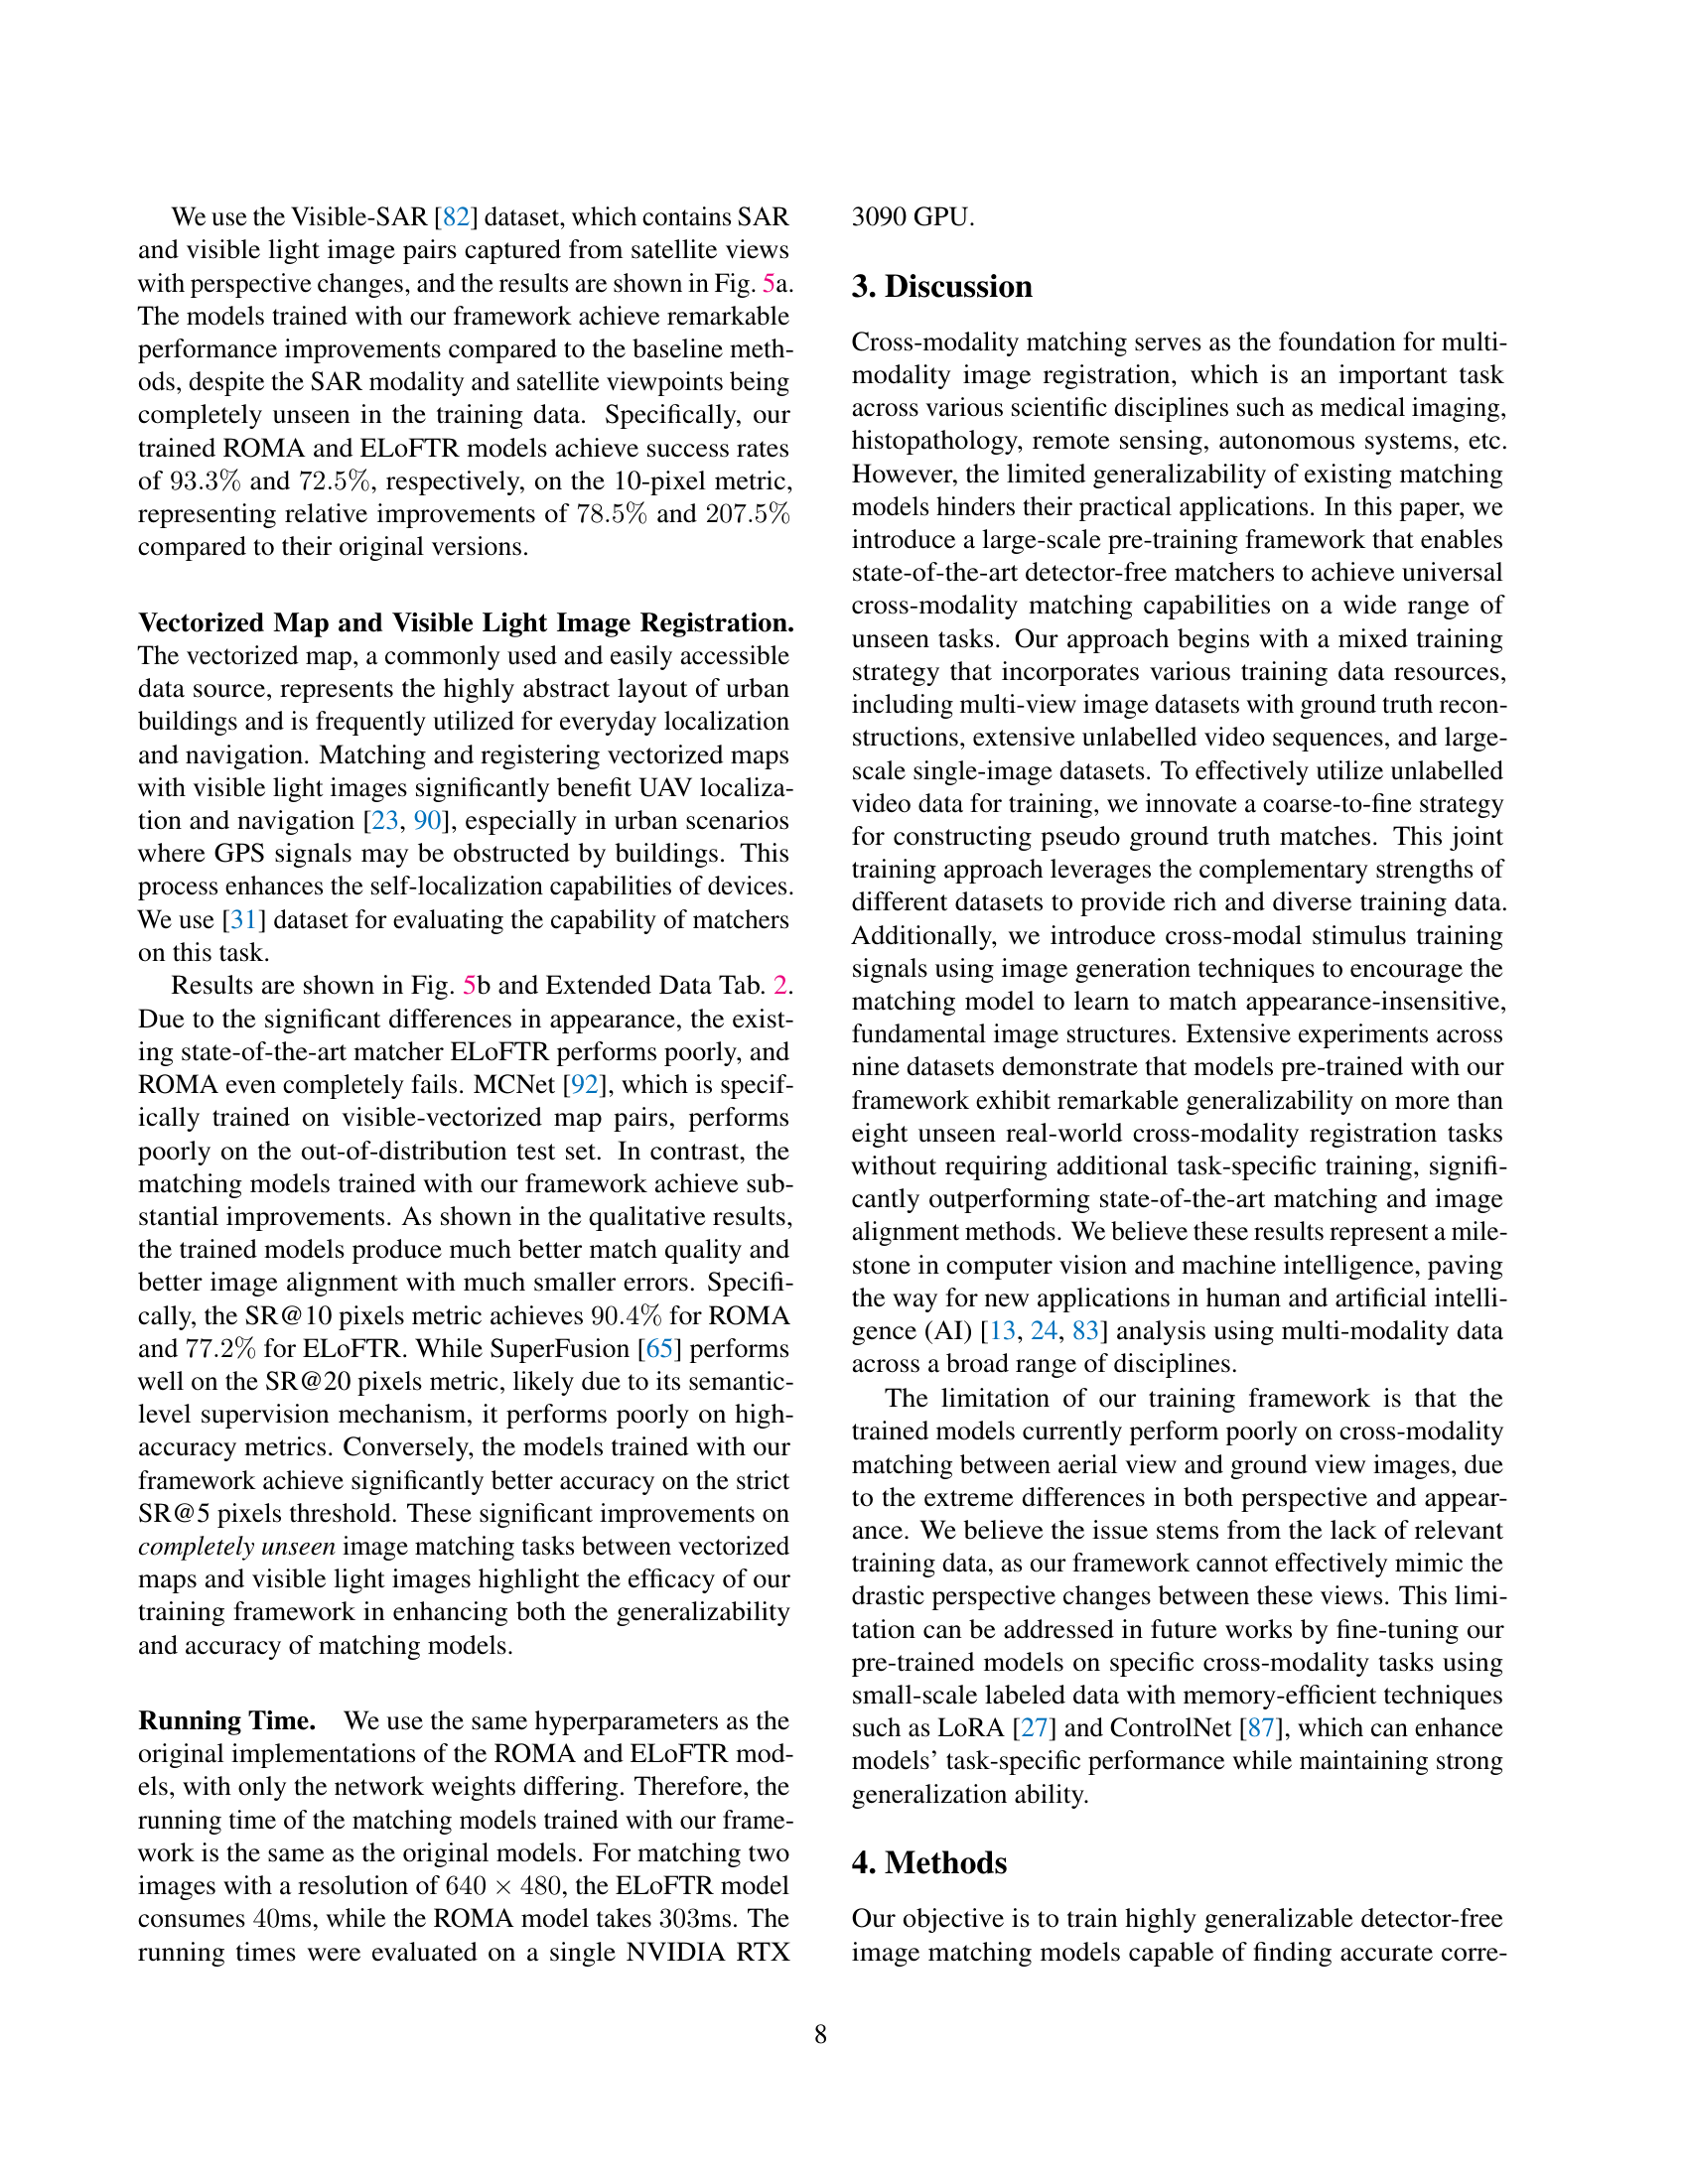 We use the Visible-SAR [82] dataset, which contains SAR
and visible light image pairs captured from satellite views
with perspective changes, and the results are shown in Fig. 5a.
The models trained with our framework achieve remarkable
performance improvements compared to the baseline meth-
ods, despite the SAR modality and satellite viewpoints being
completely unseen in the training data. Specifically, our
trained ROMA and ELoFTR models achieve success rates
of 93.3% and 72.5%, respectively, on the 10-pixel metric,
representing relative improvements of 78.5% and 207.5%
compared to their original versions.
Vectorized Map and Visible Light Image Registration.
The vectorized map, a commonly used and easily accessible
data source, represents the highly abstract layout of urban
buildings and is frequently utilized for everyday localization
and navigation. Matching and registering vectorized maps
with visible light images significantly benefit UAV localiza-
tion and navigation [23, 90], especially in urban scenarios
where GPS signals may be obstructed by buildings. This
process enhances the self-localization capabilities of devices.
We use [31] dataset for evaluating the capability of matchers
on this task.
Results are shown in Fig. 5b and Extended Data Tab. 2.
Due to the significant differences in appearance, the exist-
ing state-of-the-art matcher ELoFTR performs poorly, and
ROMA even completely fails. MCNet [92], which is specif-
ically trained on visible-vectorized map pairs, performs
poorly on the out-of-distribution test set. In contrast, the
matching models trained with our framework achieve sub-
stantial improvements. As shown in the qualitative results,
the trained models produce much better match quality and
better image alignment with much smaller errors. Specifi-
cally, the SR@10 pixels metric achieves 90.4% for ROMA
and 77.2% for ELoFTR. While SuperFusion [65] performs
well on the SR@20 pixels metric, likely due to its semantic-
level supervision mechanism, it performs poorly on high-
accuracy metrics. Conversely, the models trained with our
framework achieve significantly better accuracy on the strict
SR@5 pixels threshold. These significant improvements on
completely unseen image matching tasks between vectorized
maps and visible light images highlight the efficacy of our
training framework in enhancing both the generalizability
and accuracy of matching models.
Running Time. We use the same hyperparameters as the
original implementations of the ROMA and ELoFTR mod-
els, with only the network weights differing. Therefore, the
running time of the matching models trained with our frame-
work is the same as the original models. For matching two
images with a resolution of 640 × 480, the ELoFTR model
consumes 40ms, while the ROMA model takes 303ms. The
running times were evaluated on a single NVIDIA RTX
3090 GPU.
3. Discussion
Cross-modality matching serves as the foundation for multi-
modality image registration, which is an important task
across various scientific disciplines such as medical imaging,
histopathology, remote sensing, autonomous systems, etc.
However, the limited generalizability of existing matching
models hinders their practical applications. In this paper, we
introduce a large-scale pre-training framework that enables
state-of-the-art detector-free matchers to achieve universal
cross-modality matching capabilities on a wide range of
unseen tasks. Our approach begins with a mixed training
strategy that incorporates various training data resources,
including multi-view image datasets with ground truth recon-
structions, extensive unlabelled video sequences, and large-
scale single-image datasets. To effectively utilize unlabelled
video data for training, we innovate a coarse-to-fine strategy
for constructing pseudo ground truth matches. This joint
training approach leverages the complementary strengths of
different datasets to provide rich and diverse training data.
Additionally, we introduce cross-modal stimulus training
signals using image generation techniques to encourage the
matching model to learn to match appearance-insensitive,
fundamental image structures. Extensive experiments across
nine datasets demonstrate that models pre-trained with our
framework exhibit remarkable generalizability on more than
eight unseen real-world cross-modality registration tasks
without requiring additional task-specific training, signifi-
cantly outperforming state-of-the-art matching and image
alignment methods. We believe these results represent a mile-
stone in computer vision and machine intelligence, paving
the way for new applications in human and artificial intelli-
gence (AI) [13, 24, 83] analysis using multi-modality data
across a broad range of disciplines.
The limitation of our training framework is that the
trained models currently perform poorly on cross-modality
matching between aerial view and ground view images, due
to the extreme differences in both perspective and appear-
ance. We believe the issue stems from the lack of relevant
training data, as our framework cannot effectively mimic the
drastic perspective changes between these views. This limi-
tation can be addressed in future works by fine-tuning our
pre-trained models on specific cross-modality tasks using
small-scale labeled data with memory-efficient techniques
such as LoRA [27] and ControlNet [87], which can enhance
models’ task-specific performance while maintaining strong
generalization ability.
4. Methods
Our objective is to train highly generalizable detector-free
image matching models capable of finding accurate corre-
8